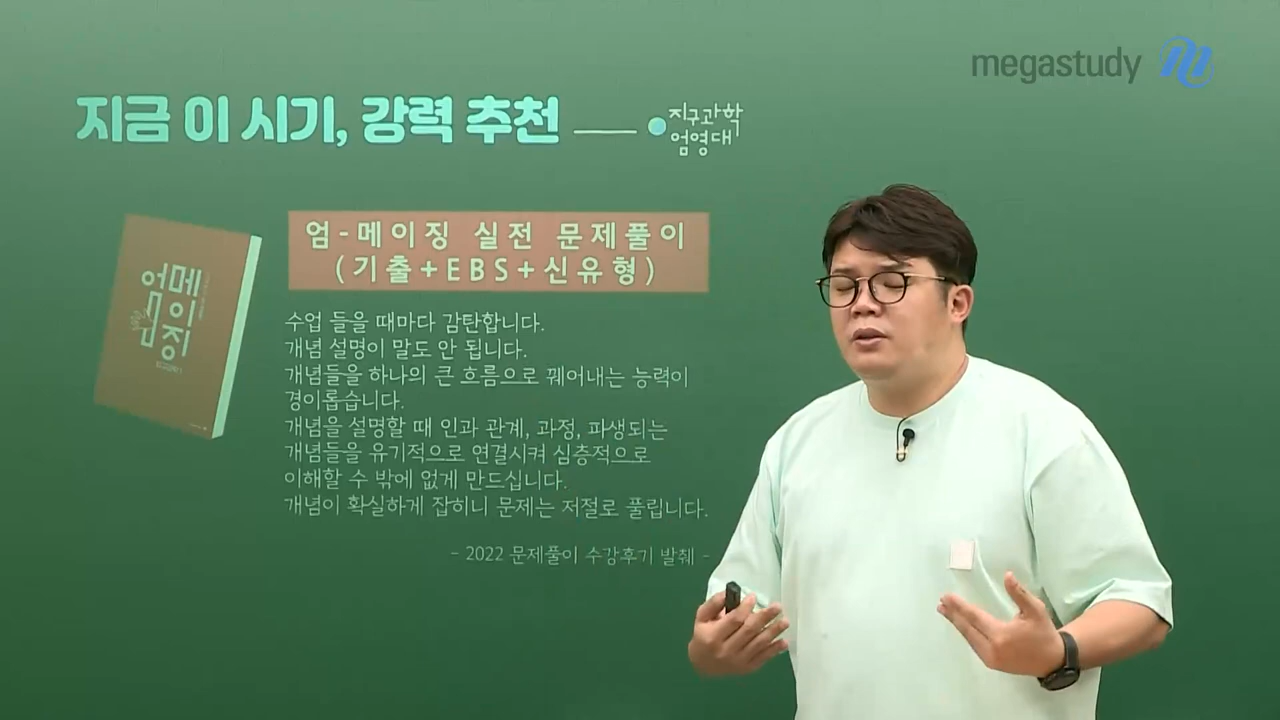 megastudy
지금 이 시기, 강력 추천
지구과학
엄영대
엄-메이징 실전 문제풀이
(기출+EBS+신유형)
엄메이징
수업 들을 때마다 감탄합니다.
개념 설명이 말도 안 됩니다.
개념들을 하나의 큰 흐름으로 꿰어내는 능력이
경이롭습니다.
개념을 설명할 때 인과 관계, 과정, 파생되는
개념들을 유기적으로 연결시켜 심층적으로
이해할 수 밖에 없게 만드십니다.
개념이 확실하게 잡히니 문제는 저절로 풀립니다.
- 2022 문제풀이 수강후기 발췌 -